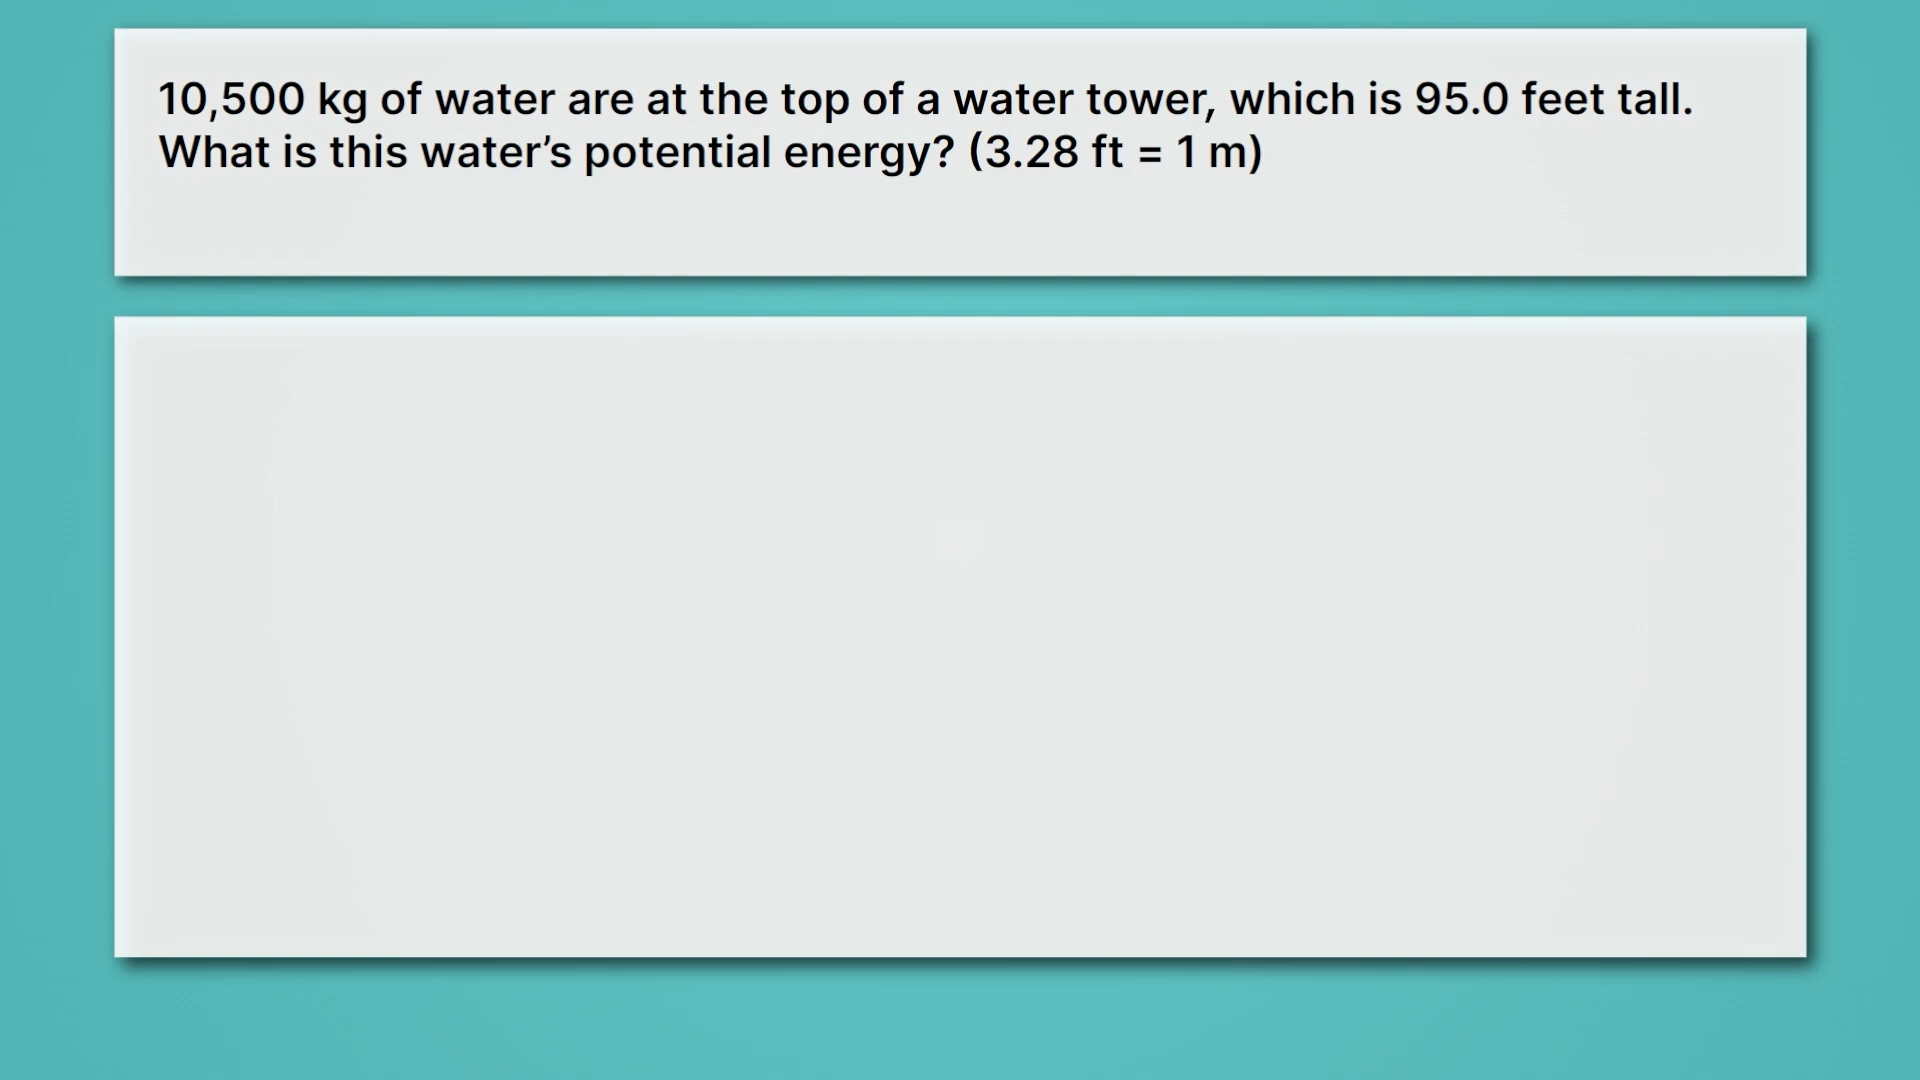 10,500 kg of water are at the top of a water tower, which is 95.0 feet tall.
What is this water’s potential energy? (3.28 ft = 1 m)